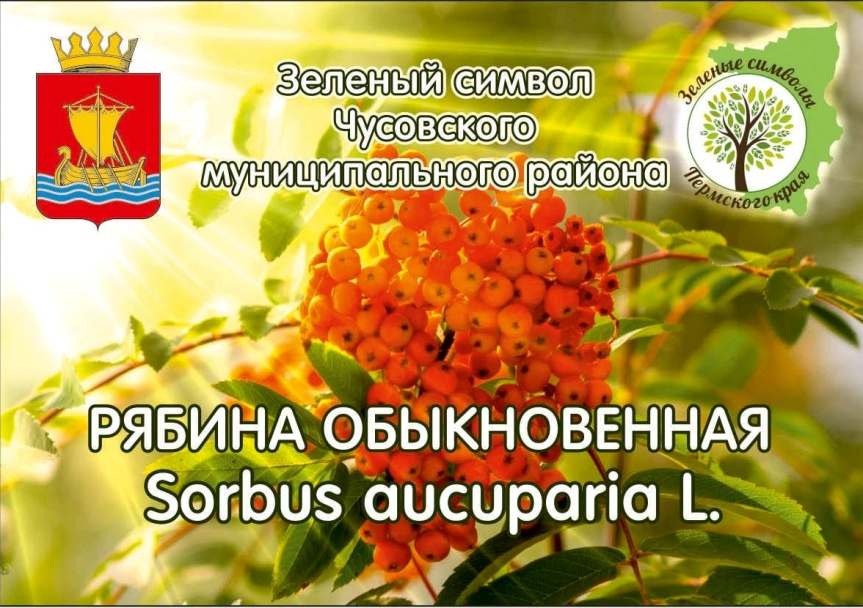 Зеленый символ
Чусовского
муниципального района
Зеленые символы
Пермского края
РЯБИНА ОБЫКНОВЕННАЯ
Sorbus aucuparia L.